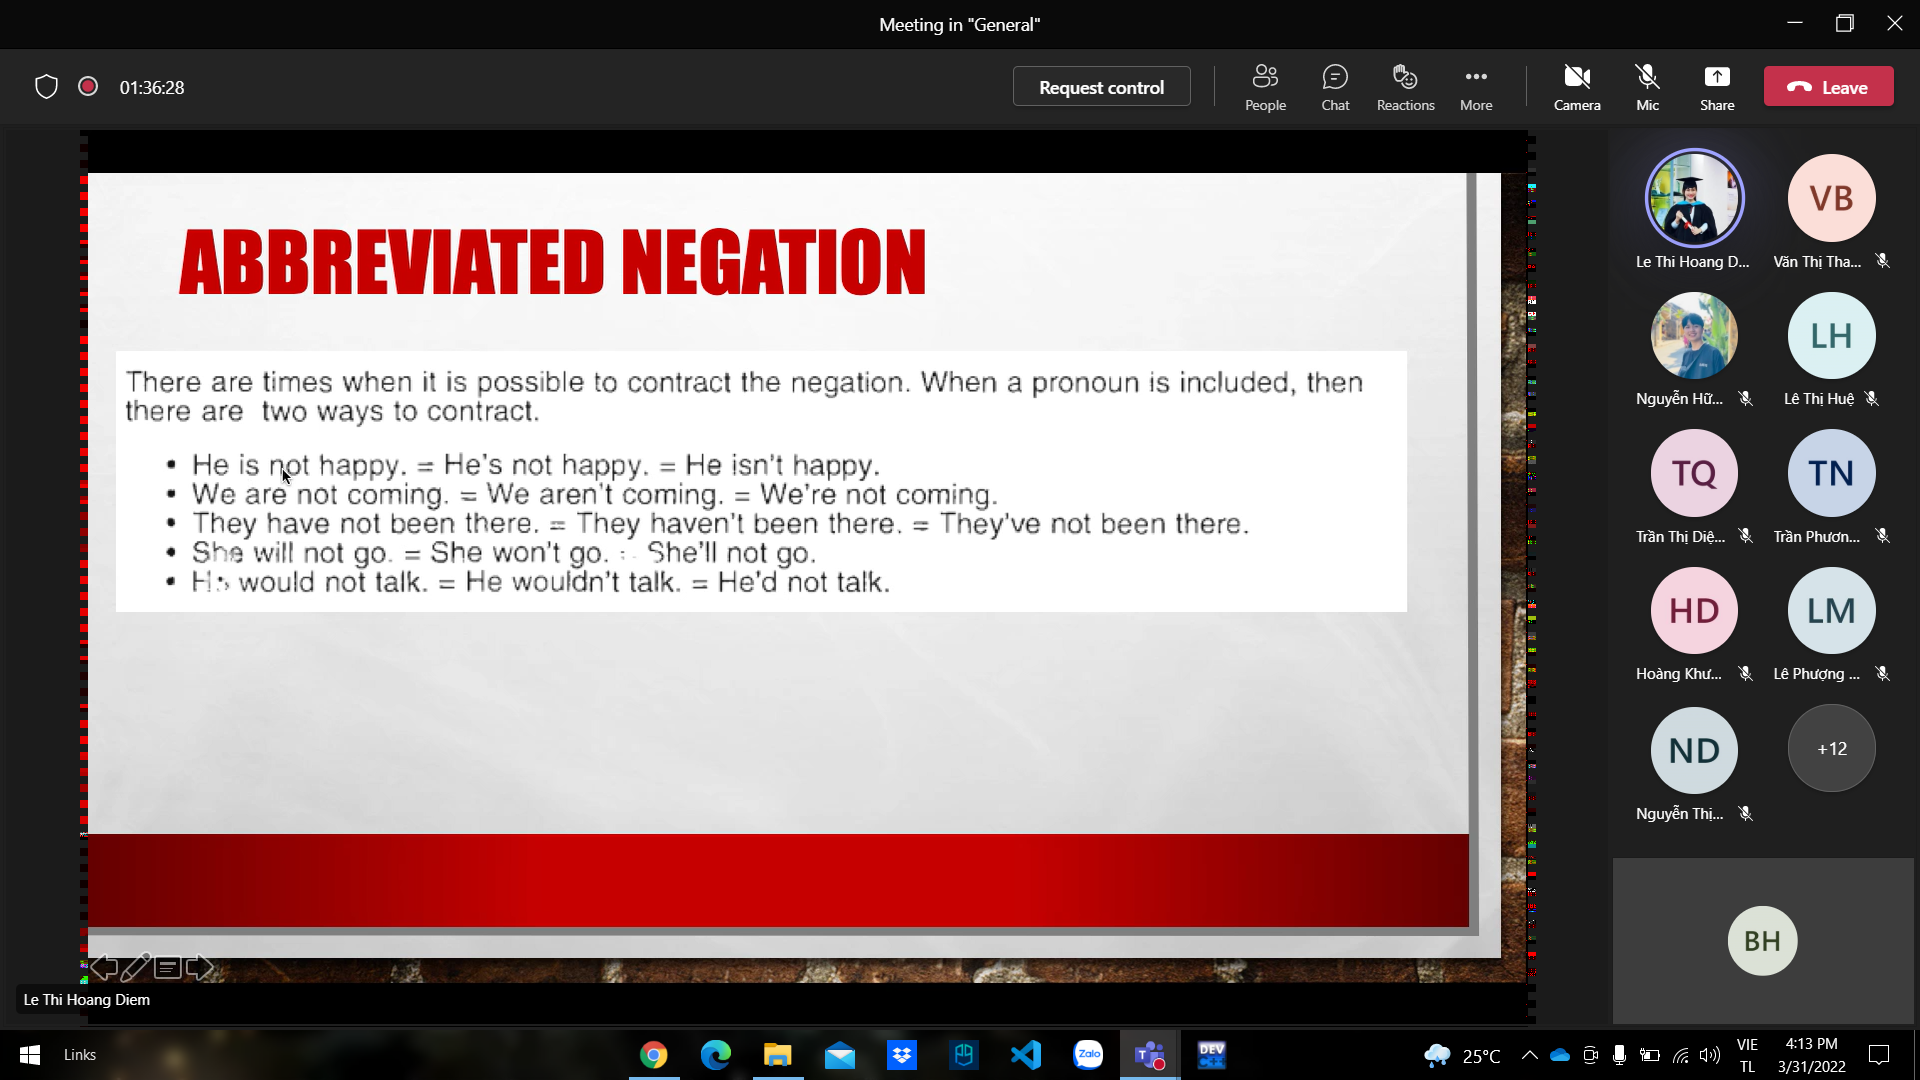 Meeting in "General"
01:36:28
Request control
People
Chat
Reactions
More
Camera
Mic
Share
Leave
ABBREVIATED NEGATION
There are times when it is possible to contract the negation. When a pronoun is included, then
there are two ways to contract.
• He is not happy. = He's not happy. = He isn't happy.
• We are not coming. = We aren't coming. = We're not coming.
• They have not been there. = They haven't been there. = They've not been there.
• She will not go. = She won't go. = She'll not go.
• He would not talk. = He wouldn't talk. = He'd not talk.
Le Thi Hoang D...
VB
Văn Thị Tha...
Nguyễn Hữ...
LH
Lê Thị Huệ
TQ
Trần Thị Diệ...
TN
Trần Phươn...
HD
Hoàng Khư...
LM
Lê Phượng ...
ND
Nguyễn Thị...
+12
BH
Le Thi Hoang Diem
Links
Zalo
T
DEV
C++
25°C
VIE
TL
4:13 PM
3/31/2022